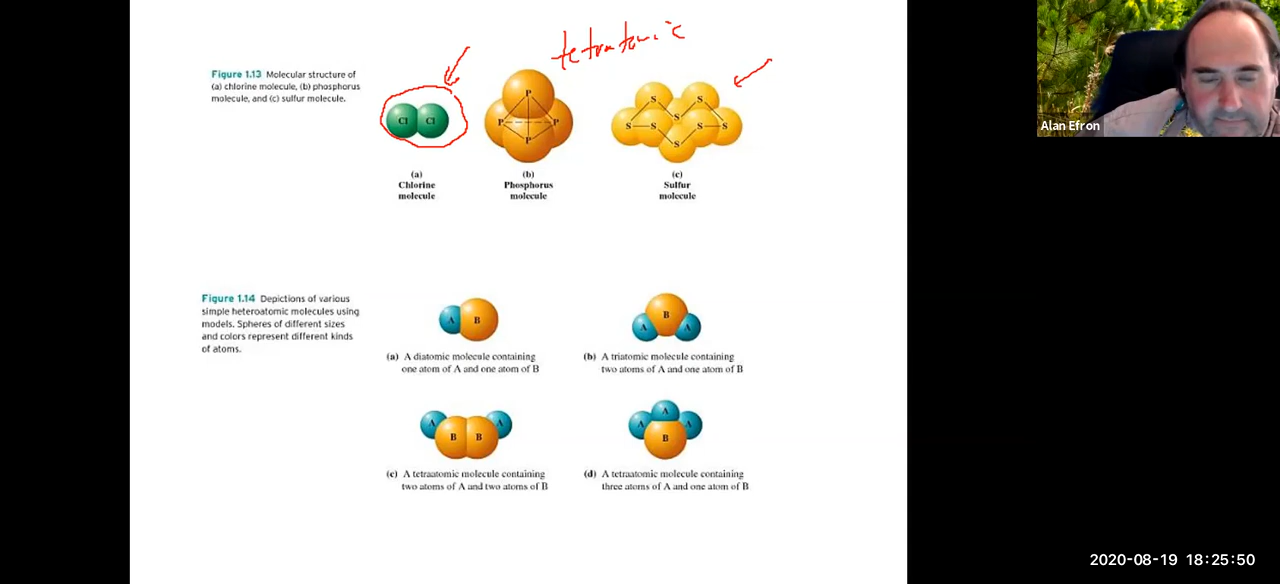 tetratomic
Figure 1.13 Molecular structure of
(a) chlorine molecule, (b) phosphorus
molecule, and (c) sulfur molecule.
Cl Cl
P
P P
P
S S
S
S S S S
S
(a)
Chlorine
molecule
(b)
Phosphorus
molecule
(c)
Sulfur
molecule
Alan Efron
Figure 1.14 Depictions of various
simple heteroatomic molecules using
models. Spheres of different sizes
and colors represent different kinds
of atoms.
A B
(a) A diatomic molecule containing
one atom of A and one atom of B
B
A A
(b) A triatomic molecule containing
two atoms of A and one atom of B
A A
B B
(c) A tetraatomic molecule containing
two atoms of A and two atoms of B
A
A A
B
(d) A tetraatomic molecule containing
three atoms of A and one atom of B
2020-08-19 18:25:50